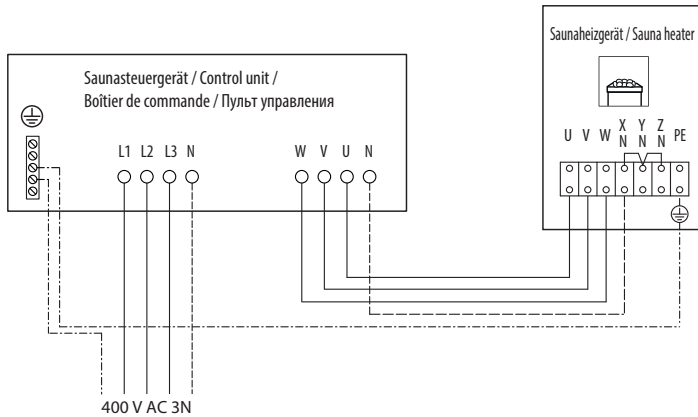 Saunaheizgerät / Sauna heater
Saunasteuergerät / Control unit /
Boîtier de commande / Пульт управления
X Y Z
U V W N N N PE
L1 L2 L3 N W V U N
400 V AC 3N